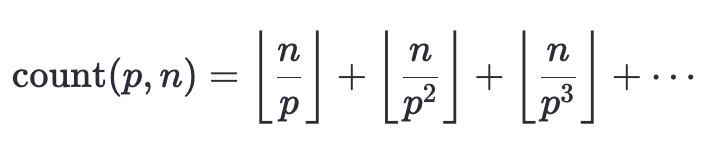 count(p, n) = ⌊n/p⌋ + ⌊n/p²⌋ + ⌊n/p³⌋ + ⋯